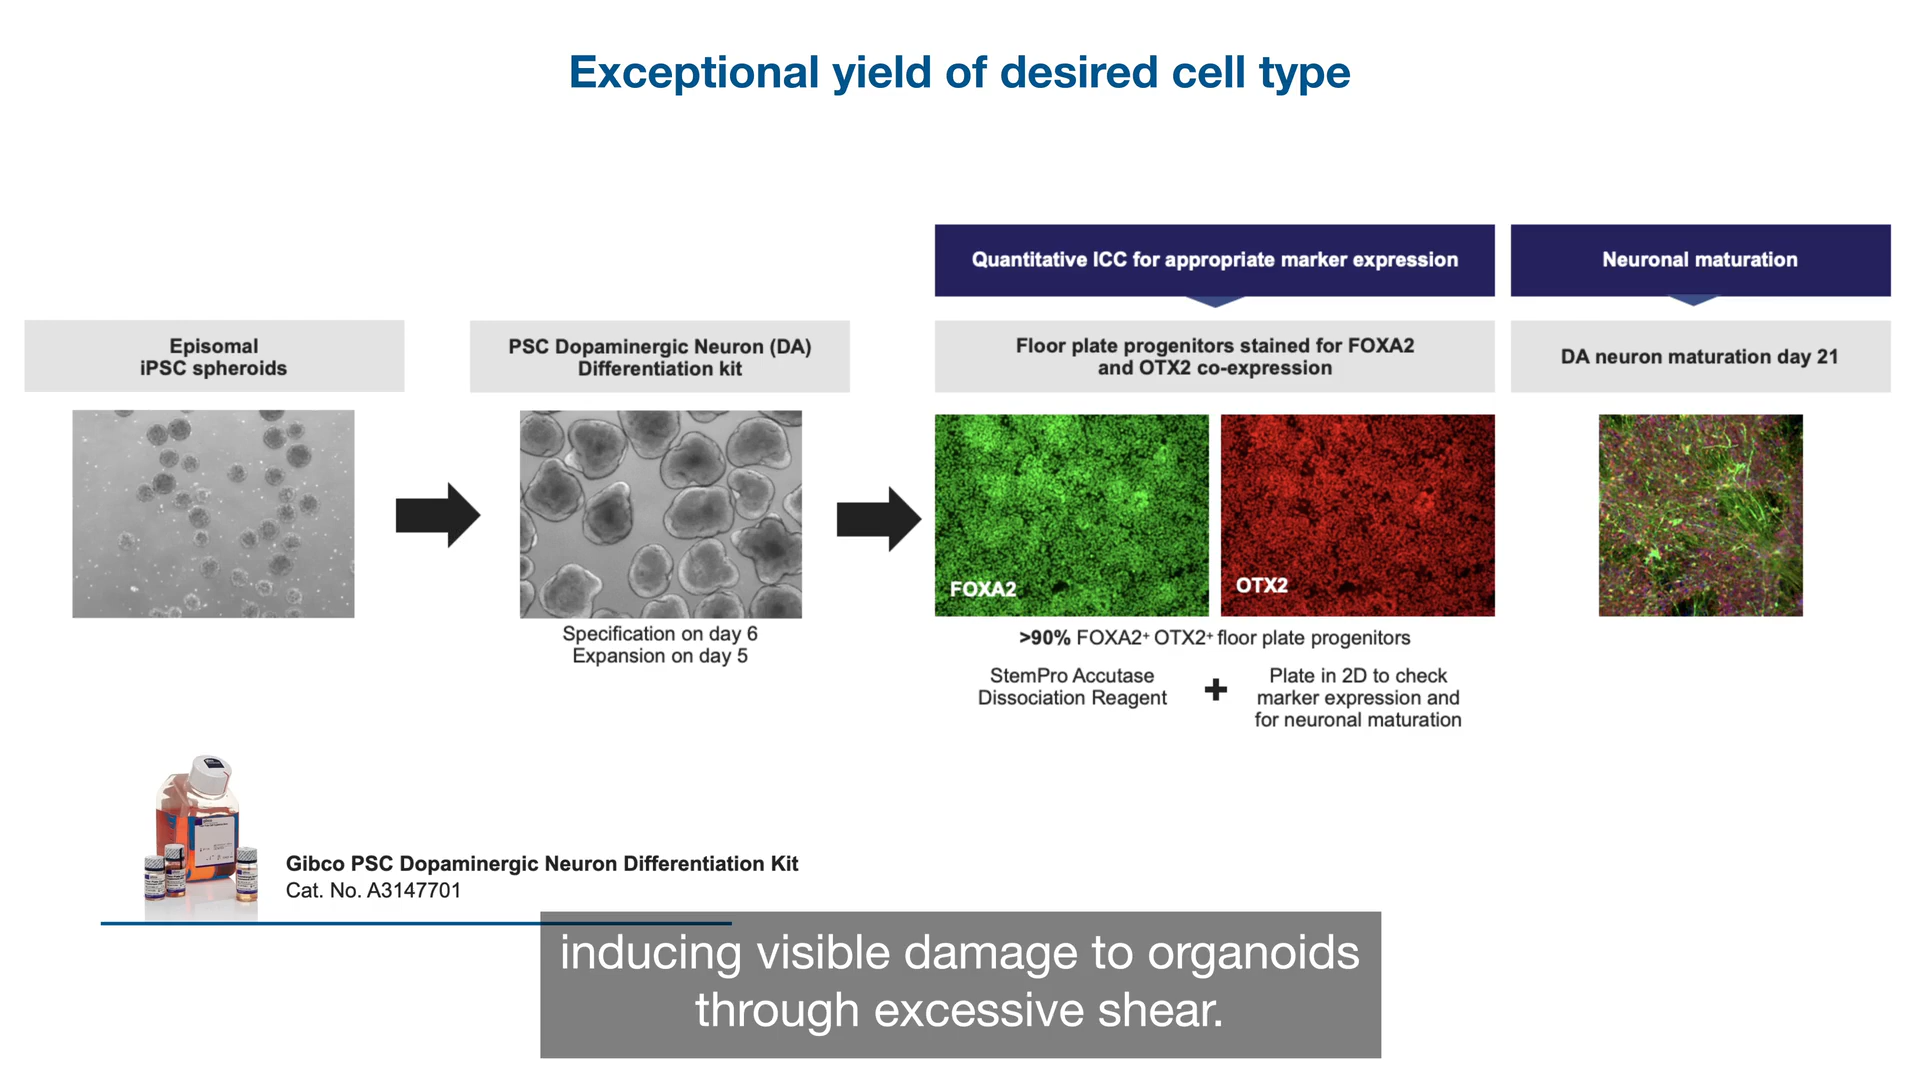 Exceptional yield of desired cell type
Quantitative ICC for appropriate marker expression
Neuronal maturation
Episomal
iPSC spheroids
PSC Dopaminergic Neuron (DA)
Differentiation kit
Floor plate progenitors stained for FOXA2
and OTX2 co-expression
DA neuron maturation day 21
FOXA2
OTX2
Specification on day 6
Expansion on day 5
>90% FOXA2+ OTX2+ floor plate progenitors
StemPro Accutase
Dissociation Reagent
+
Plate in 2D to check
marker expression and
for neuronal maturation
Gibco PSC Dopaminergic Neuron Differentiation Kit
Cat. No. A3147701
inducing visible damage to organoids
through excessive shear.